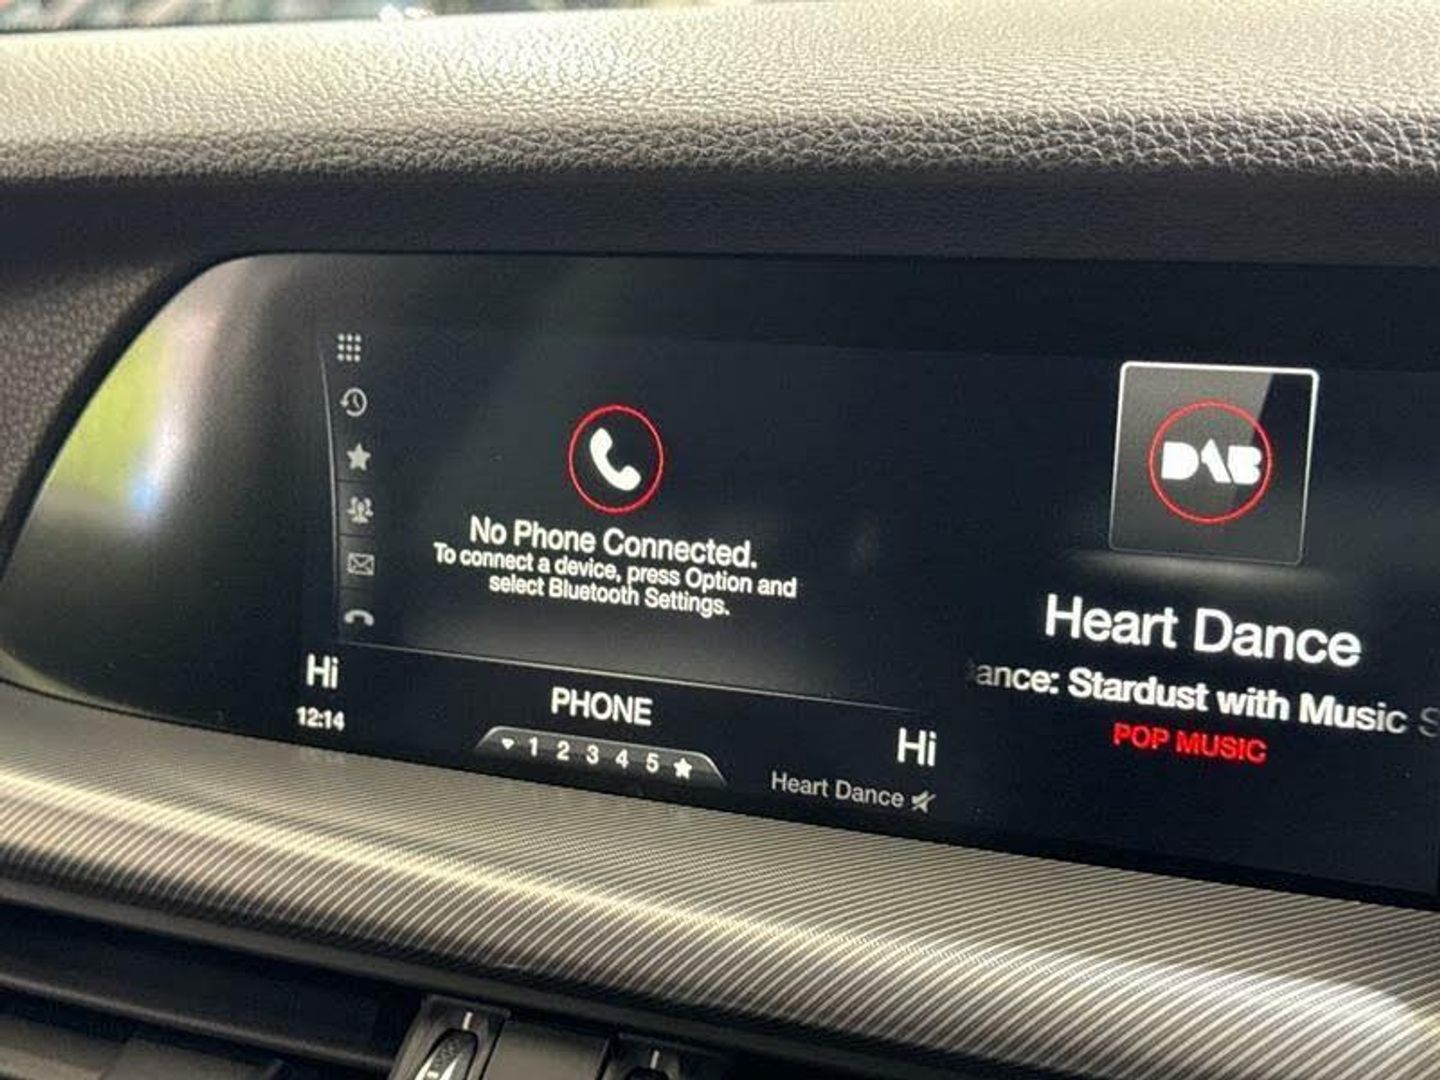 No Phone Connected.
To connect a device, press Option and
select Bluetooth Settings.
Hi
12:14
PHONE
1 2 3 4 5
Hi
Heart Dance
DAB
Heart Dance
ance: Stardust with Music S
POP MUSIC